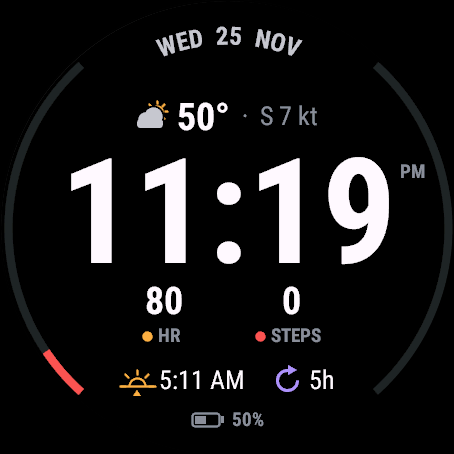 WED 25 NOV
50° · S 7 kt
11:19 PM
80 0
HR STEPS
5:11 AM 5h
50%